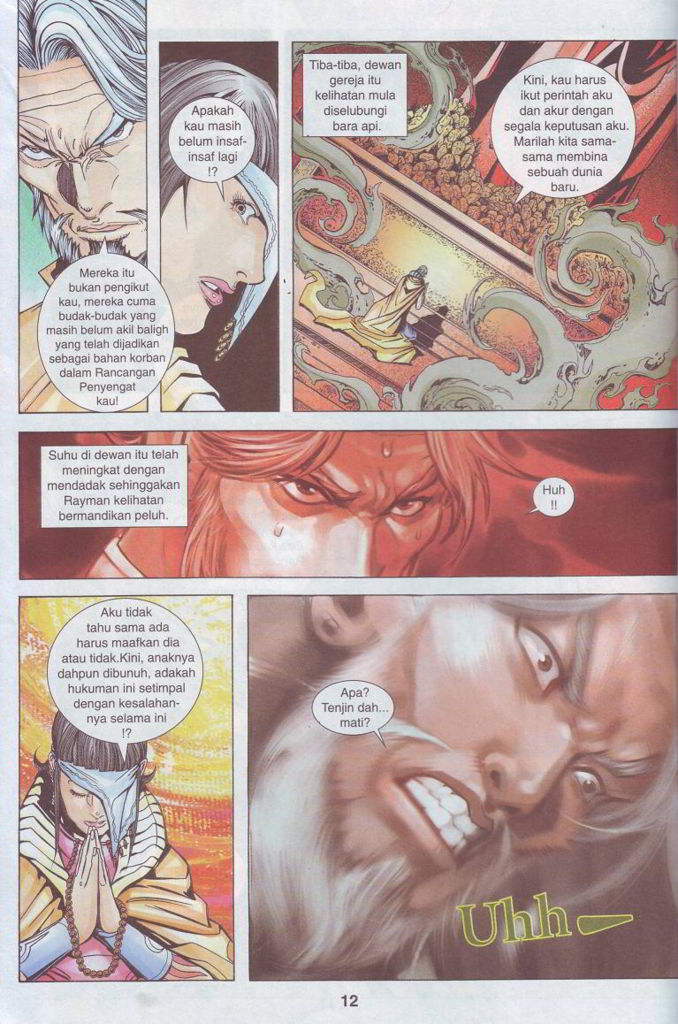 Mereka itu
bukan pengikut
kau, mereka cuma
budak-budak yang
masih belum akil baligh
yang telah dijadikan
sebagai bahan korban
dalam Rancangan
Penyengat
kau!
Apakah
kau masih
belum insaf-
insaf lagi
!?
Tiba-tiba, dewan
gereja itu
kelihatan mula
diselubungi
bara api.
Kini, kau harus
ikut perintah aku
dan akur dengan
segala keputusan aku.
Marilah kita sama-
sama membina
sebuah dunia
baru.
Suhu di dewan itu telah
meningkat dengan
mendadak sehinggakan
Rayman kelihatan
bermandikan peluh.
Huh
!!
Aku tidak
tahu sama ada
harus maafkan dia
atau tidak.Kini, anaknya
dahpun dibunuh, adakah
hukuman ini setimpal
dengan kesalahan-
nya selama ini
!?
Apa?
Tenjin dah...
mati?
Uhh
12